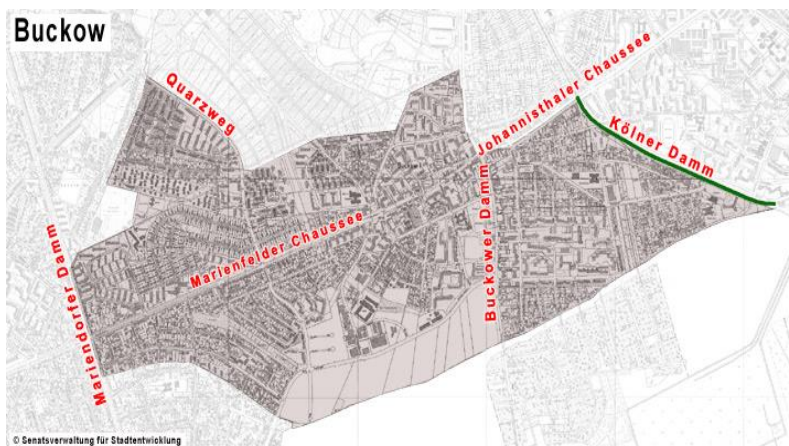 Buckow
Quarzweg
Johannisthaler Chaussee
Kölner Damm
Mariendorfer Damm
Marienfelder Chaussee
Buckower Damm
© Senatsverwaltung für Stadtentwicklung